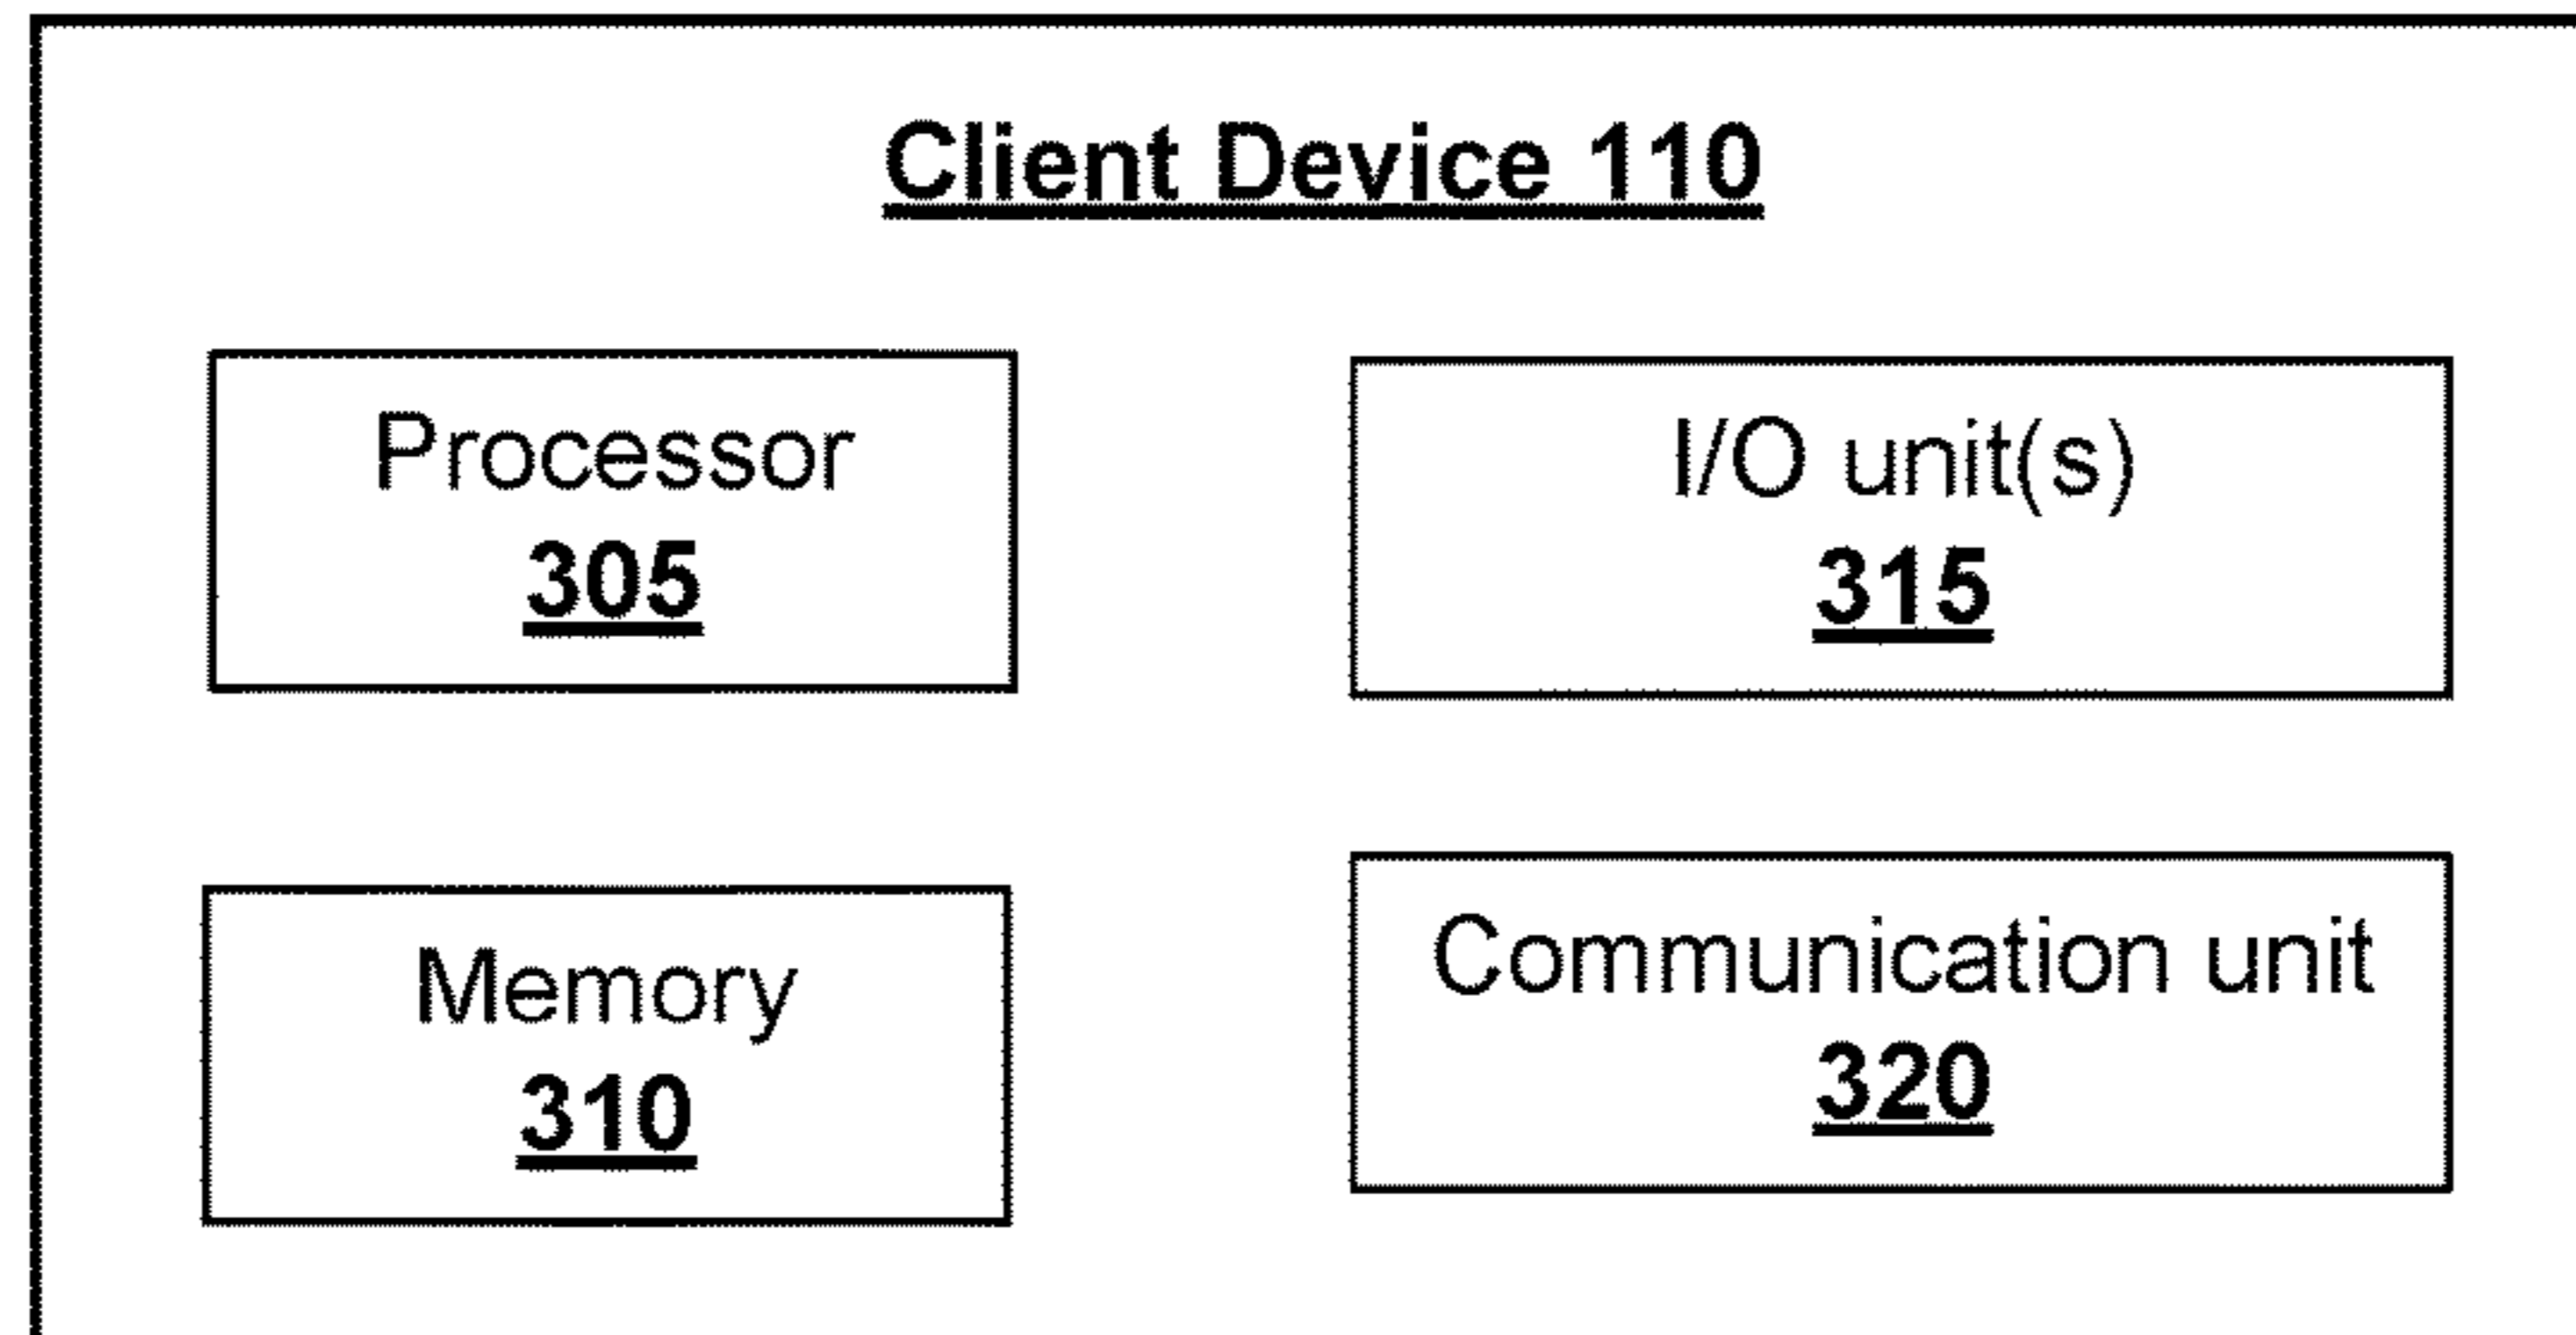 Client Device 110
Processor
305
I/O unit(s)
315
Memory
310
Communication unit
320